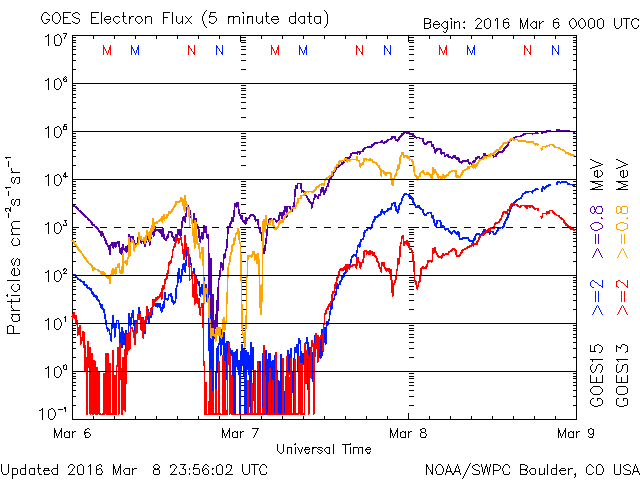 GOES Electron Flux (5 minute data)
Begin: 2016 Mar 6 0000 UTC
M M N N M M N N M M N N
10⁷
10⁶
10⁵
10⁴
10³
10²
10¹
10⁰
10⁻¹
Particles cm⁻²s⁻¹sr⁻¹
Mar 6 Mar 7 Mar 8 Mar 9
Universal Time
GOES15 >=2 >=0.8 MeV
GOES13 >=2 >=0.8 MeV
Updated 2016 Mar 8 23:56:02 UTC
NOAA/SWPC Boulder, CO USA